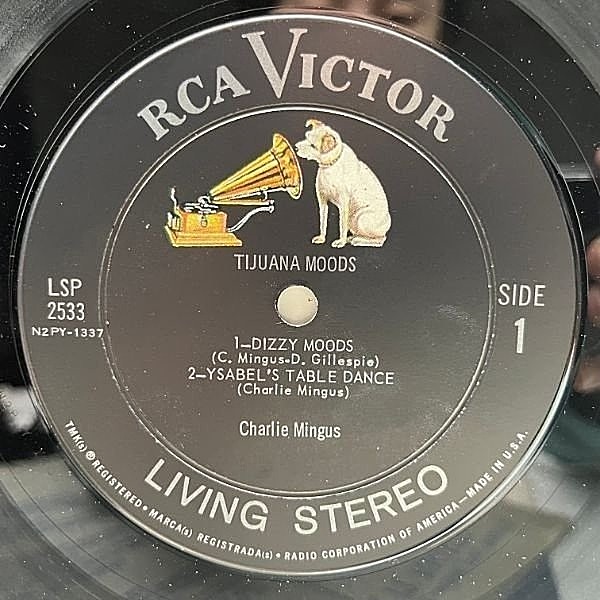 RCA VICTOR
TIJUANA MOODS
LSP
2533
N2PY-1337
SIDE
1
1—DIZZY MOODS
(C. Mingus-D. Gillespie)
2—YSABEL'S TABLE DANCE
(Charlie Mingus)
Charlie Mingus
LIVING STEREO
TMK(s) ® REGISTERED • MARCA(s) REGISTRADA(s) • RADIO CORPORATION OF AMERICA—MADE IN U.S.A.